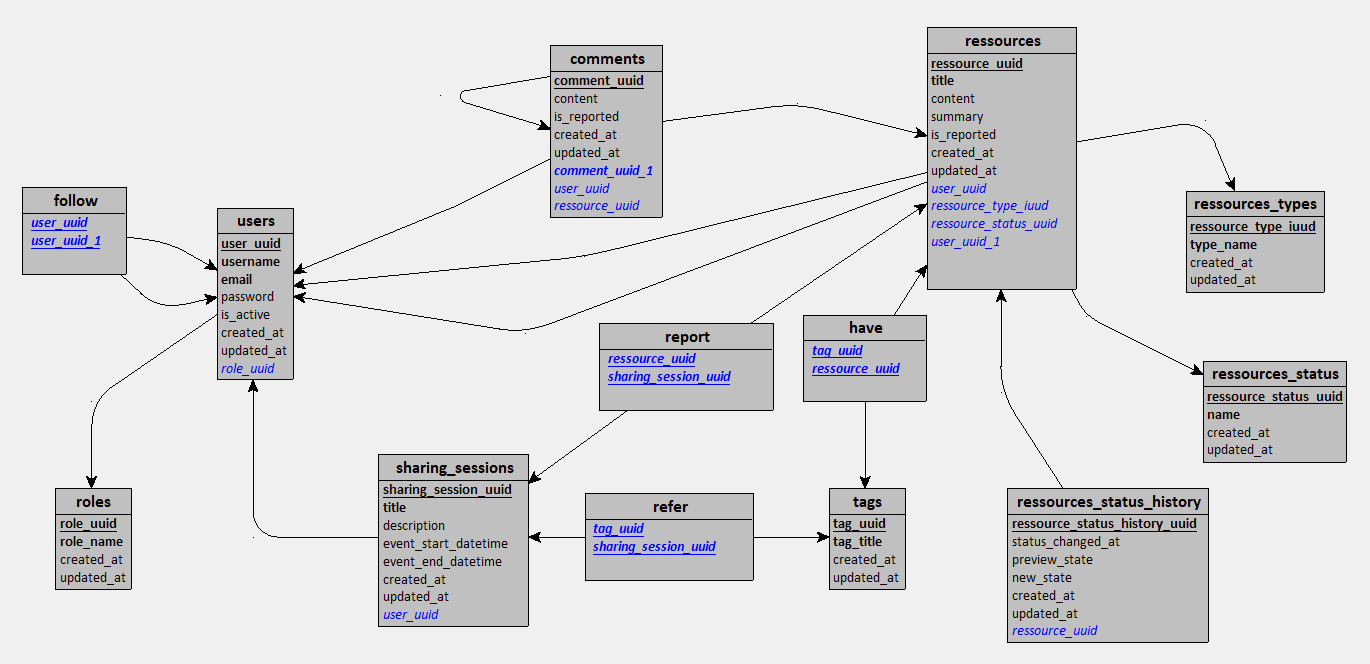 ressources
ressource_uuid
title
content
summary
is_reported
created_at
updated_at
user_uuid
ressource_type_iuud
ressource_status_uuid
user_uuid_1
comments
comment_uuid
content
is_reported
created_at
updated_at
comment_uuid_1
user_uuid
ressource_uuid
follow
user_uuid
user_uuid_1
users
user_uuid
username
email
password
is_active
created_at
updated_at
role_uuid
ressources_types
ressource_type_iuud
type_name
created_at
updated_at
report
ressource_uuid
sharing_session_uuid
have
tag_uuid
ressource_uuid
ressources_status
ressource_status_uuid
name
created_at
updated_at
sharing_sessions
sharing_session_uuid
title
description
event_start_datetime
event_end_datetime
created_at
updated_at
user_uuid
roles
role_uuid
role_name
created_at
updated_at
refer
tag_uuid
sharing_session_uuid
tags
tag_uuid
tag_title
created_at
updated_at
ressources_status_history
ressource_status_history_uuid
status_changed_at
preview_state
new_state
created_at
updated_at
ressource_uuid